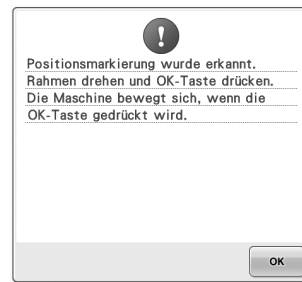 Positionsmarkierung wurde erkannt.
Rahmen drehen und OK-Taste drücken.
Die Maschine bewegt sich, wenn die
OK-Taste gedrückt wird.
OK